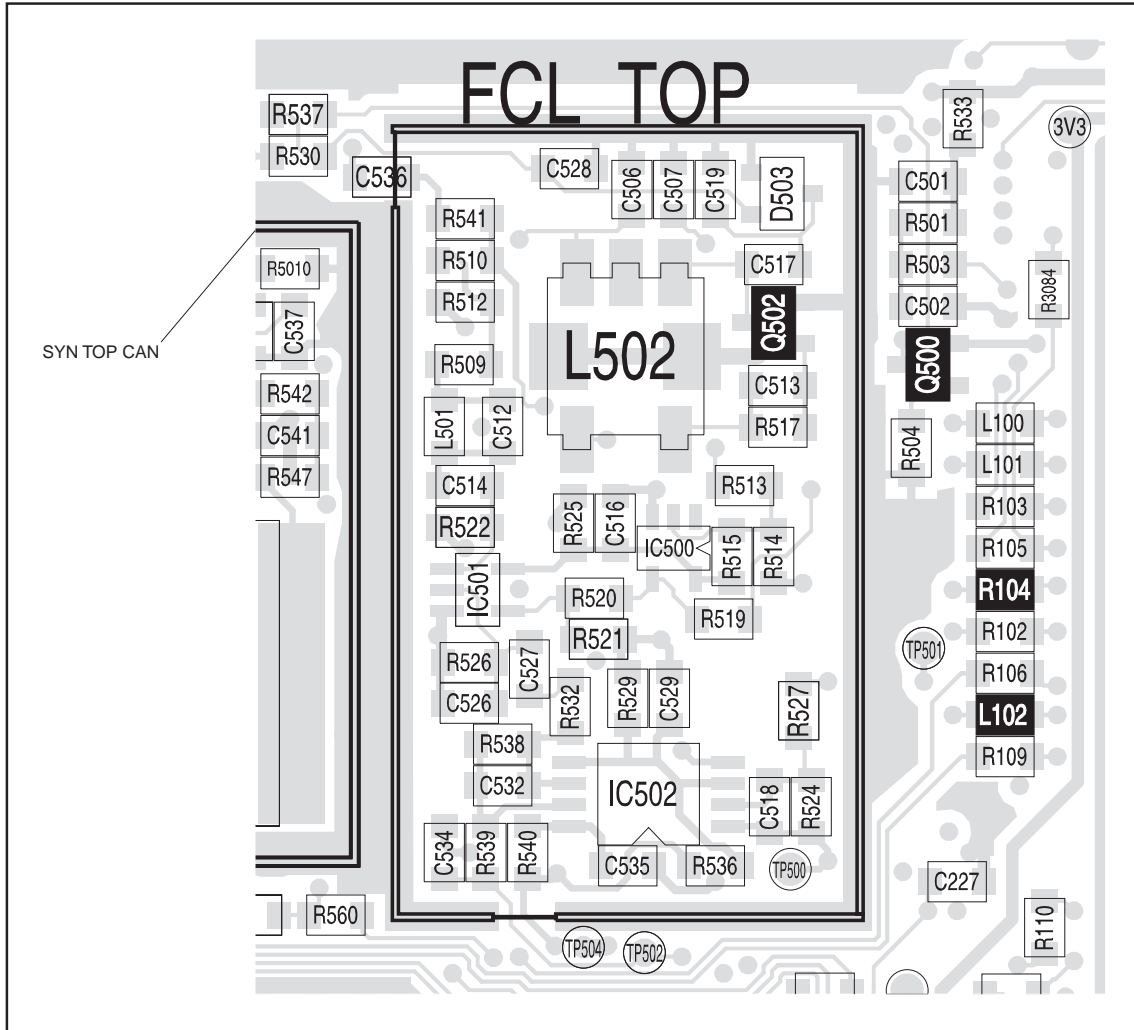 FCL TOP
R537
R530
C536
C528
C506
C507
C519
D503
R533
3V3
C501
R501
R503
C502
Q500
R3084
R541
R510
R512
R509
L501
C512
C514
R522
L502
C517
Q502
C513
R517
R513
R5010
C537
SYN TOP CAN
R542
C541
R547
R504
L100
L101
R103
R105
R104
R102
R106
L102
R109
R525
C516
IC500
R515
R514
IC501
R520
R519
R521
R526
C526
C527
R532
R529
C529
R527
TP501
R538
C532
IC502
C518
R524
C534
R539
R540
C535
R536
TP500
C227
R110
R560
TP504
TP502